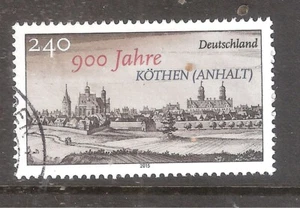 240
Deutschland
900 Jahre
KÖTHEN (ANHALT)
2015